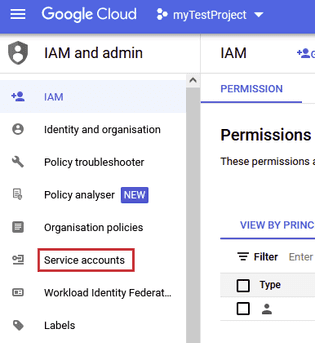 Google Cloud
myTestProject
IAM and admin
IAM
Identity and organisation
Policy troubleshooter
Policy analyser NEW
Organisation policies
Service accounts
Workload Identity Federat...
Labels
IAM
PERMISSION
Permissions
These permissions a
VIEW BY PRINC
Filter Enter
Type